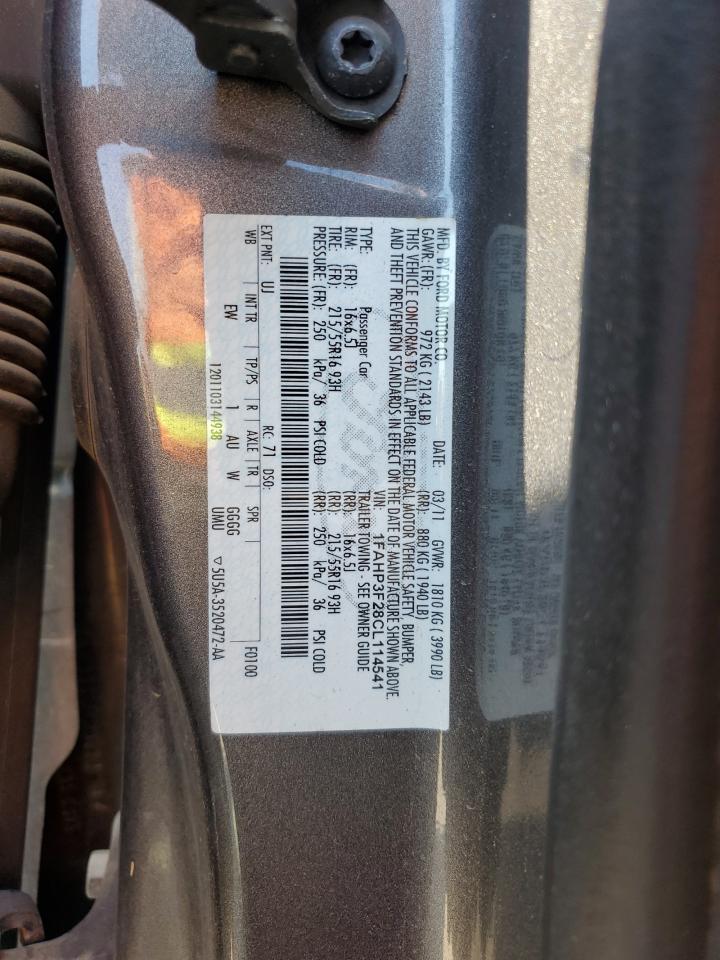 MFD. BY FORD MOTOR CO.
DATE: 03/11 GVWR: 1810 KG ( 3990 LB)
GAWR: (FR): 972 KG ( 2143 LB) (RR): 880 KG ( 1940 LB)
THIS VEHICLE CONFORMS TO ALL APPLICABLE FEDERAL MOTOR VEHICLE SAFETY, BUMPER,
AND THEFT PREVENTION STANDARDS IN EFFECT ON THE DATE OF MANUFACTURE SHOWN ABOVE.
VIN: 1FAHP3F28CL114541
TYPE: Passenger Car TRAILER TOWING - SEE OWNER GUIDE
RIM: (FR): 16x6.5J (RR): 16x6.5J
TIRE: (FR): 215/55R16 93H (RR): 215/55R16 93H
PRESSURE: (FR): 250 kPa/ 36 PSI COLD (RR): 250 kPa/ 36 PSI COLD
EXT PNT: UJ RC: 71 DSO: F0100
WB INT TR TP/PS R AXLE TR SPR
EW 1 AU W GGGG
UMU
1201103144938 ▽ 5U5A-3520472-AA